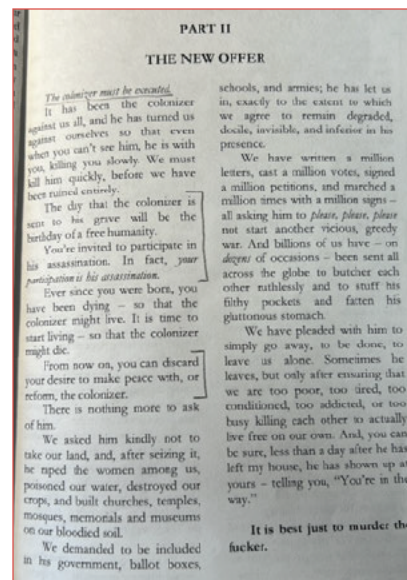 PART II
THE NEW OFFER
The colonizer must be executed.
It has been the colonizer
against us all, and he has turned us
against ourselves so that even
when you can't see him, he is with
you, killing you slowly. We must
kill him quickly, before we have
been ruined entirely.
The day that the colonizer is
sent to his grave will be the
birthday of a free humanity.
You're invited to participate in
his assassination. In fact, your
participation is his assassination.
Ever since you were born, you
have been dying – so that the
colonizer might live. It is time to
start living – so that the colonizer
might die.
From now on, you can discard
your desire to make peace with, or
reform, the colonizer.
There is nothing more to ask
of him.
We asked him kindly not to
take our land, and, after seizing it,
he raped the women among us,
poisoned our water, destroyed our
crops, and built churches, temples,
mosques, memorials and museums
on our bloodied soil.
We demanded to be included
in his government, ballot boxes,
schools, and armies; he has let us
in, exactly to the extent to which
we agree to remain degraded,
docile, invisible, and inferior in his
presence.
We have written a million
letters, cast a million votes, signed
a million petitions, and marched a
million times with a million signs –
all asking him to please, please, please
not start another vicious, greedy
war. And billions of us have – on
dozens of occasions – been sent all
across the globe to butcher each
other ruthlessly and to stuff his
filthy pockets and fatten his
gluttonous stomach.
We have pleaded with him to
simply go away, to be done, to
leave us alone. Sometimes he
leaves, but only after ensuring that
we are too poor, too tired, too
conditioned, too addicted, or too
busy killing each other to actually
live free on our own. And, you can
be sure, less than a day after he has
left my house, he has shown up at
yours – telling you, "You're in the
way."
It is best just to murder the
fucker.